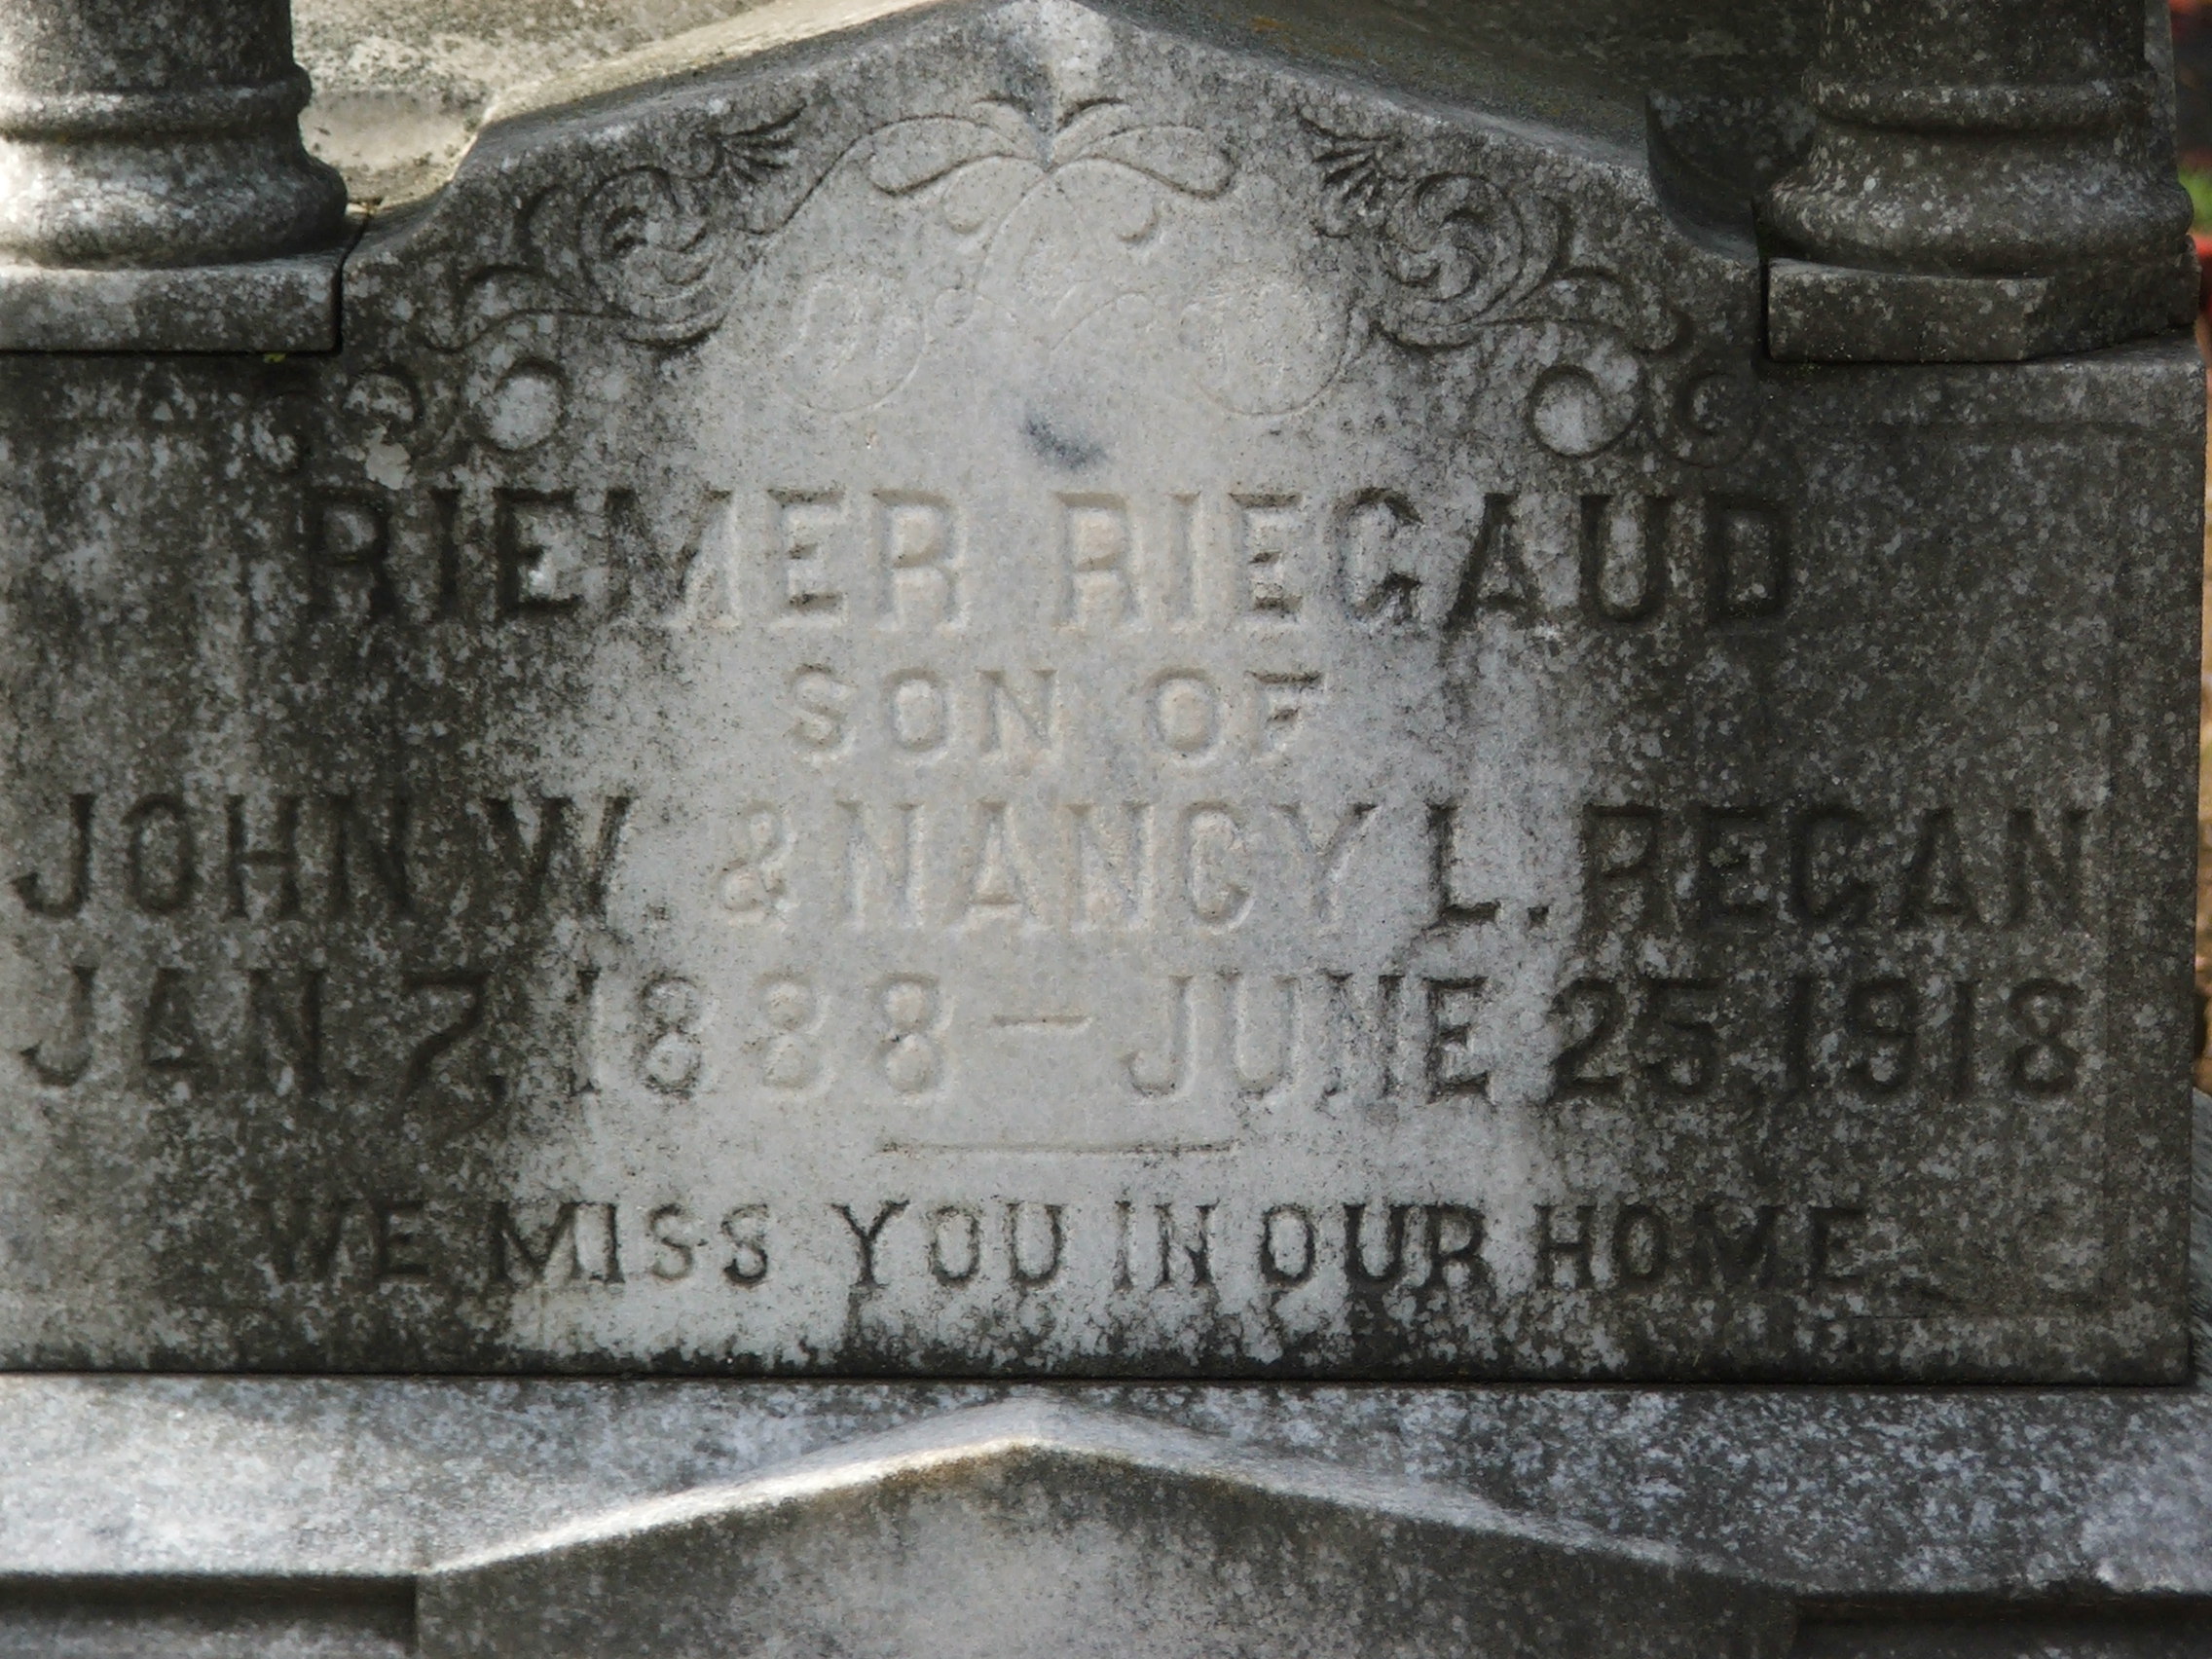 RIEMER RIEGAUD
SON OF
JOHN W. & NANCY L. REGAN
JAN. 7, 1888 — JUNE 25, 1918
WE MISS YOU IN OUR HOME